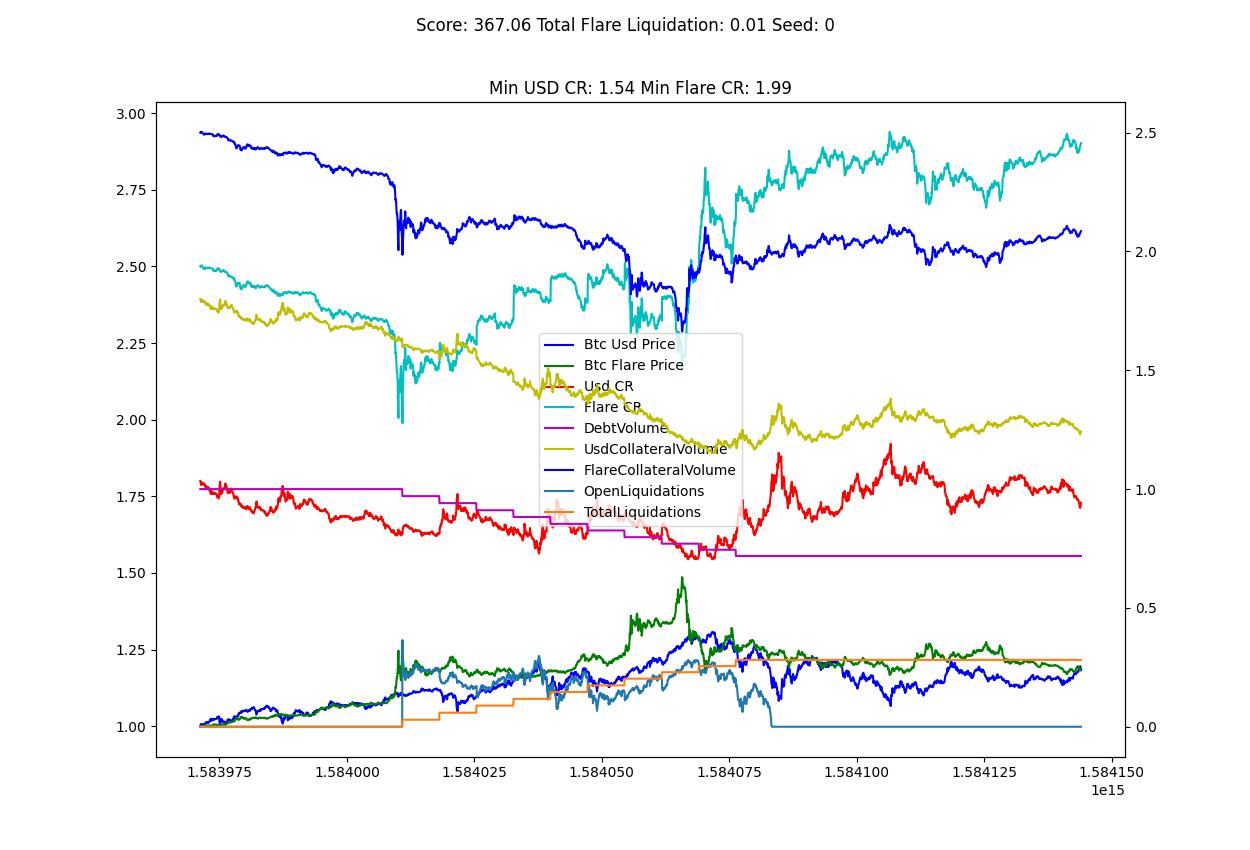 Score: 367.06 Total Flare Liquidation: 0.01 Seed: 0
Min USD CR: 1.54 Min Flare CR: 1.99
3.00
2.75
2.50
2.25
2.00
1.75
1.50
1.25
1.00
2.5
2.0
1.5
1.0
0.5
0.0
Btc Usd Price
Btc Flare Price
Usd CR
Flare CR
DebtVolume
UsdCollateralVolume
FlareCollateralVolume
OpenLiquidations
TotalLiquidations
1.583975 1.584000 1.584025 1.584050 1.584075 1.584100 1.584125 1.584150
1e15